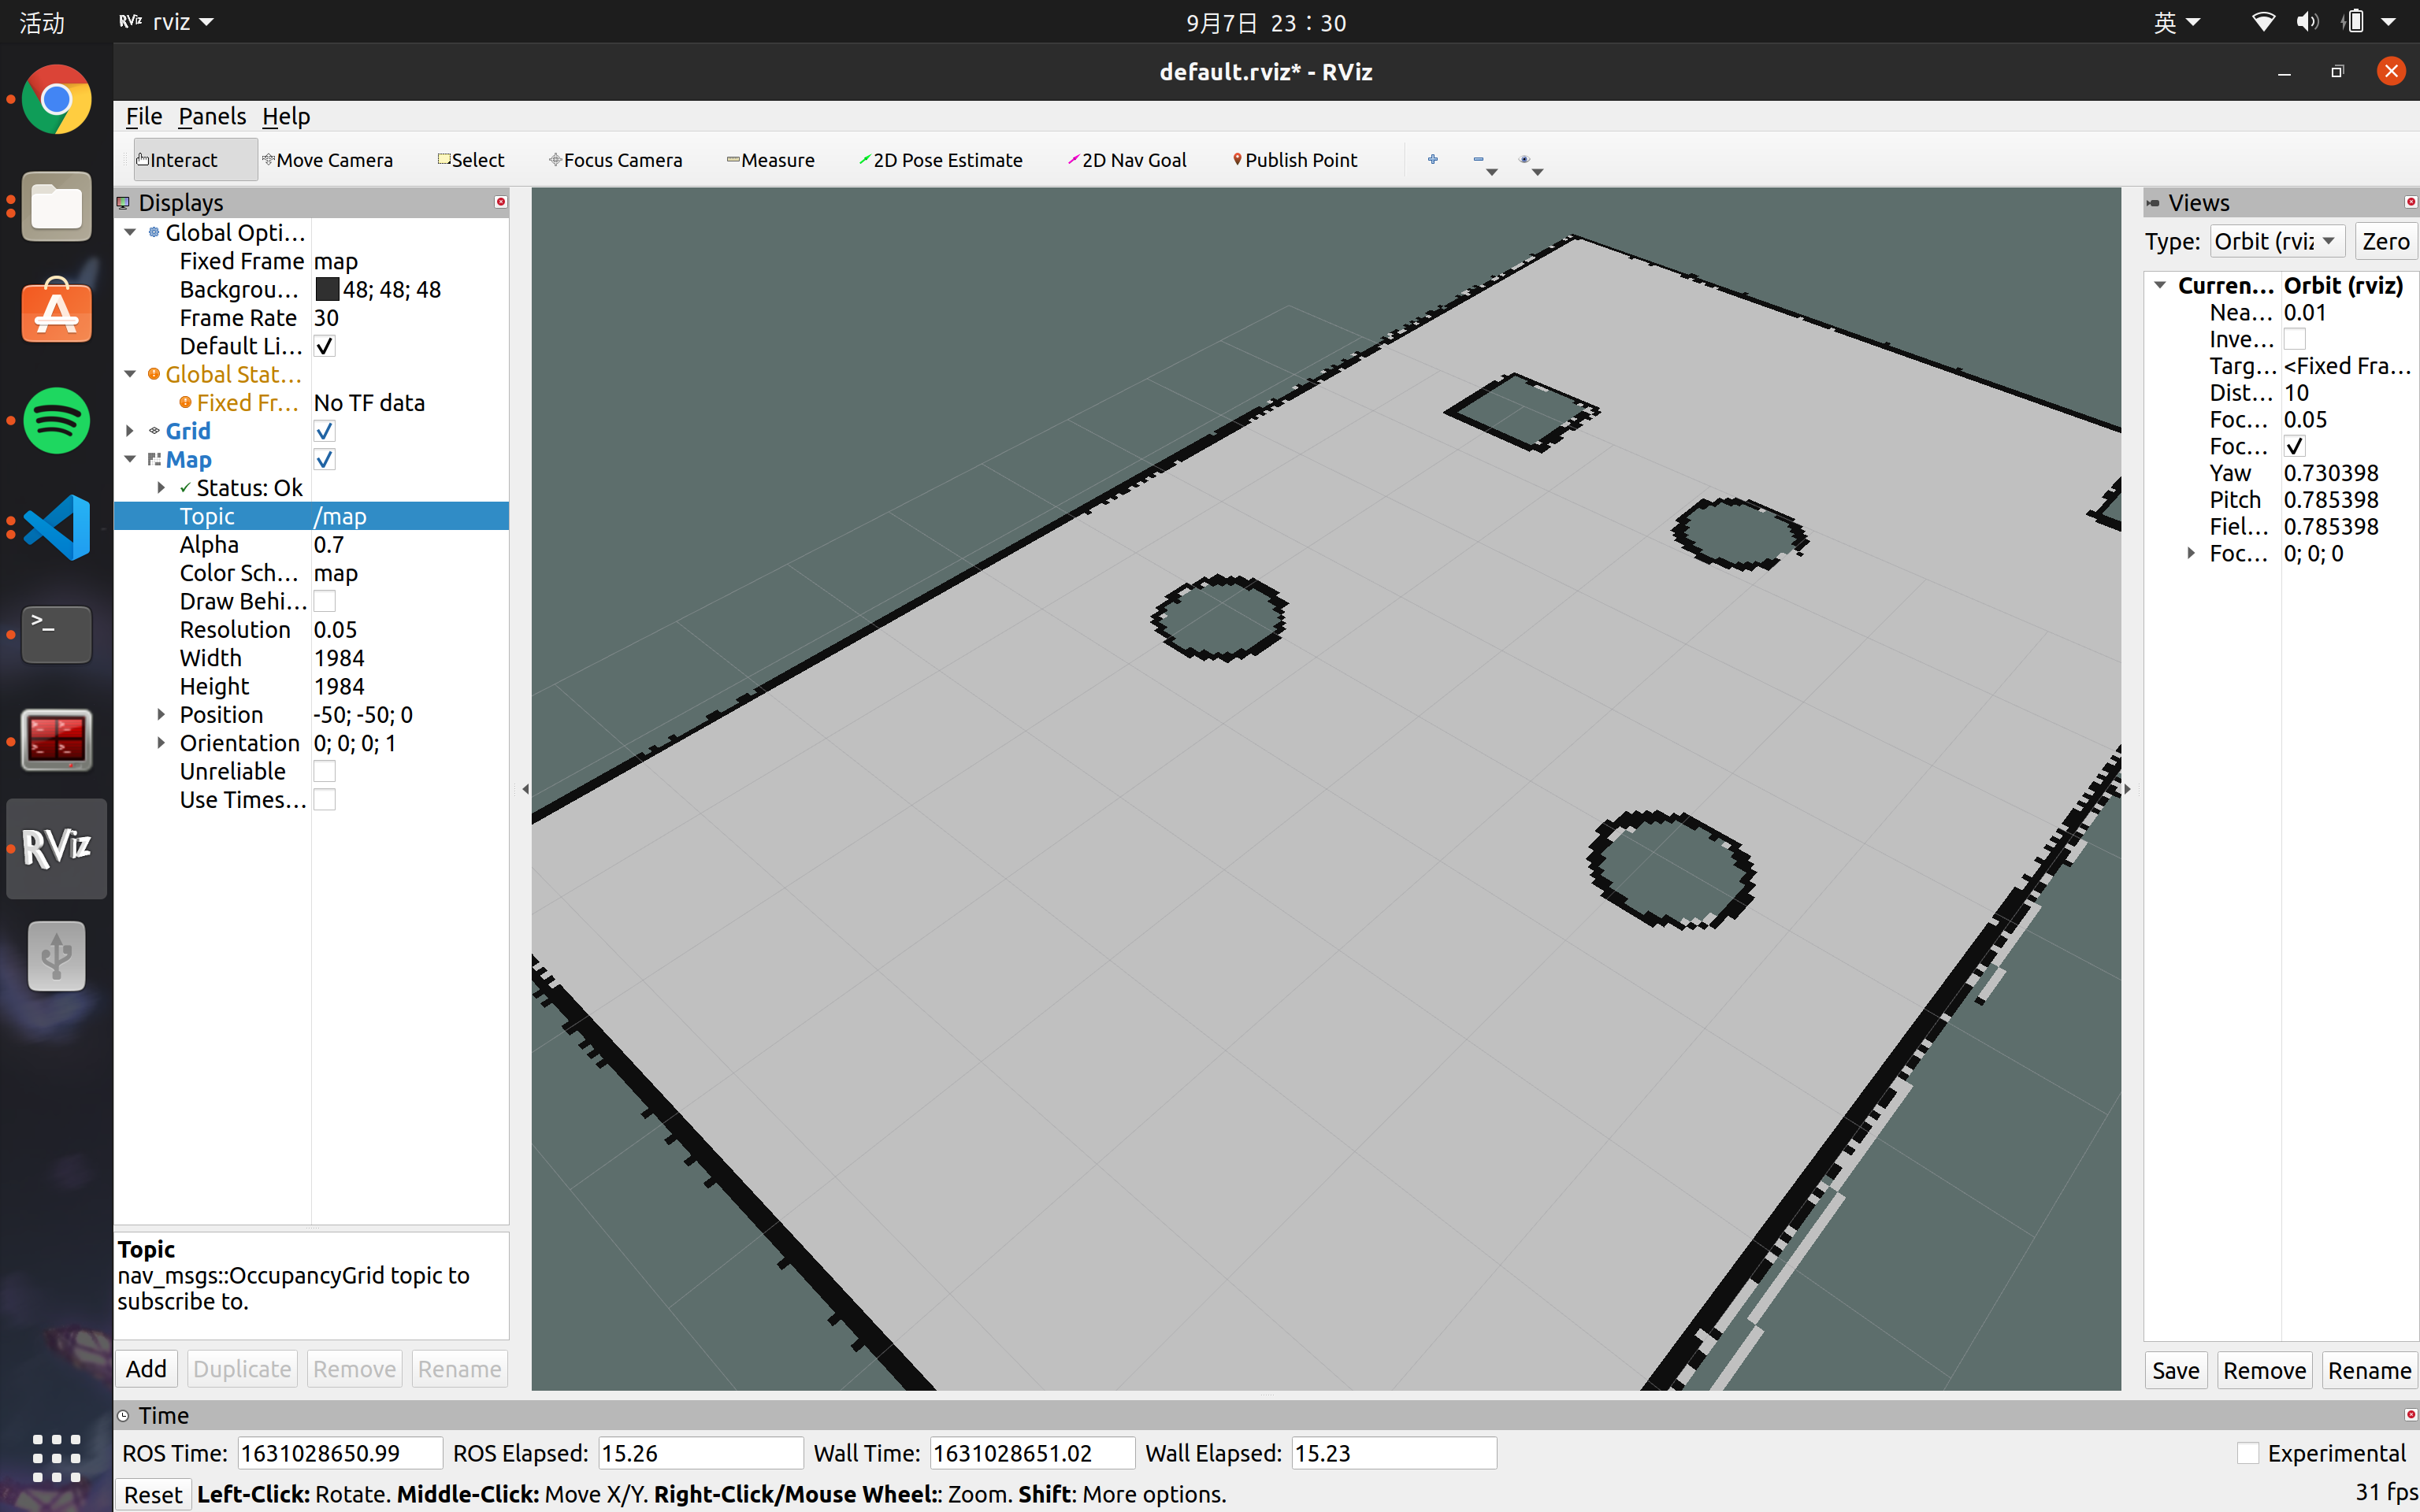 活动 RViz rviz 9月7日 23:30 英
default.rviz* - RViz
File Panels Help
Interact Move Camera Select Focus Camera Measure 2D Pose Estimate 2D Nav Goal Publish Point
Displays
Global Opti...
Fixed Frame map
Backgrou... 48; 48; 48
Frame Rate 30
Default Li...
Global Stat...
Fixed Fr... No TF data
Grid
Map
Status: Ok
Topic /map
Alpha 0.7
Color Sch... map
Draw Behi...
Resolution 0.05
Width 1984
Height 1984
Position -50; -50; 0
Orientation 0; 0; 0; 1
Unreliable
Use Times...
Topic
nav_msgs::OccupancyGrid topic to
subscribe to.
Add Duplicate Remove Rename
Views
Type: Orbit (rviz Zero
Curren... Orbit (rviz)
Nea... 0.01
Inve...
Targ... <Fixed Fra...
Dist... 10
Foc... 0.05
Foc...
Yaw 0.730398
Pitch 0.785398
Fiel... 0.785398
Foc... 0; 0; 0
Save Remove Rename
Time
ROS Time: 1631028650.99 ROS Elapsed: 15.26 Wall Time: 1631028651.02 Wall Elapsed: 15.23 Experimental
Reset Left-Click: Rotate. Middle-Click: Move X/Y. Right-Click/Mouse Wheel:: Zoom. Shift: More options. 31 fps
RViz